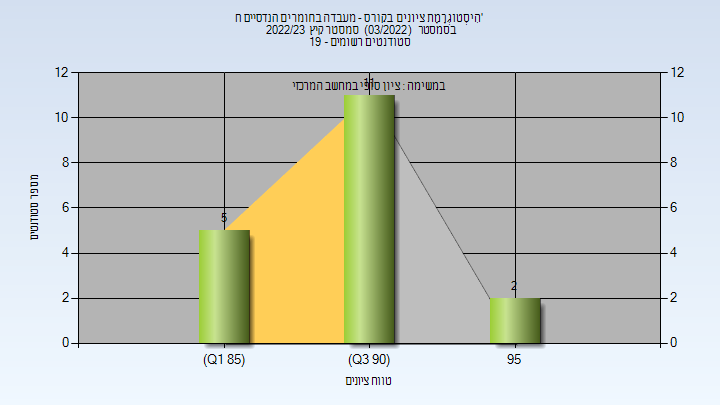 הִיסְטוֹגְרָמַת ציונים בקורס - מעבדה בחומרים הנדסיים ח'
בסמסטר (03/2022) סמסטר קיץ 2022/23
סטודנטים רשומים - 19
במשימה : ציון סופי במחשב המרכזי
12
10
8
6
4
2
0
12
10
8
6
4
2
0
מספר סטודנטים
5
11
2
(Q1 85)
(Q3 90)
95
טווח ציונים